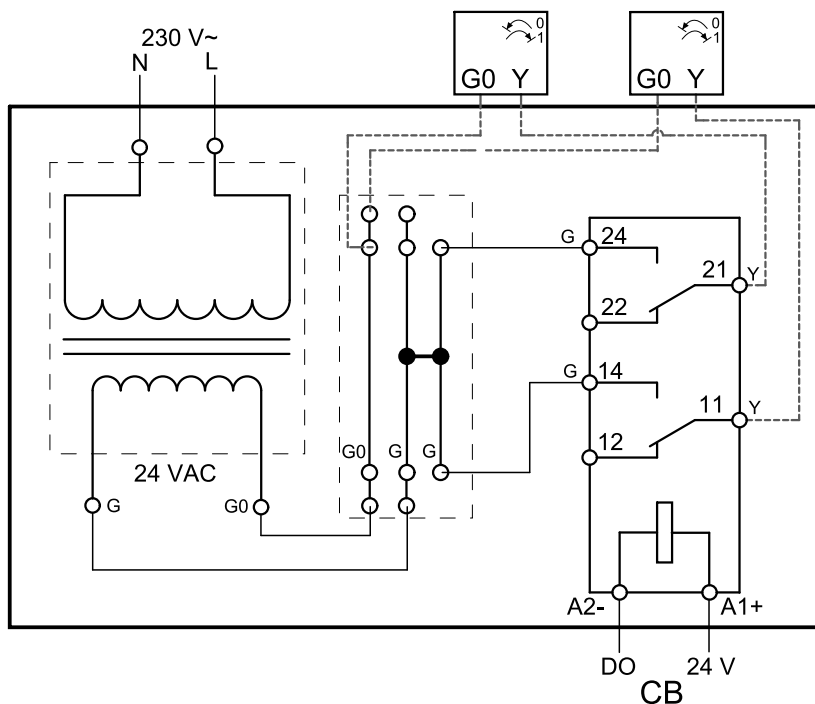 230 V~
N L
0
1
G0 Y
0
1
G0 Y
G 24
21 Y
22
G 14
11 Y
12
G0 G G
24 VAC
G G0
A2- A1+
DO 24 V
CB